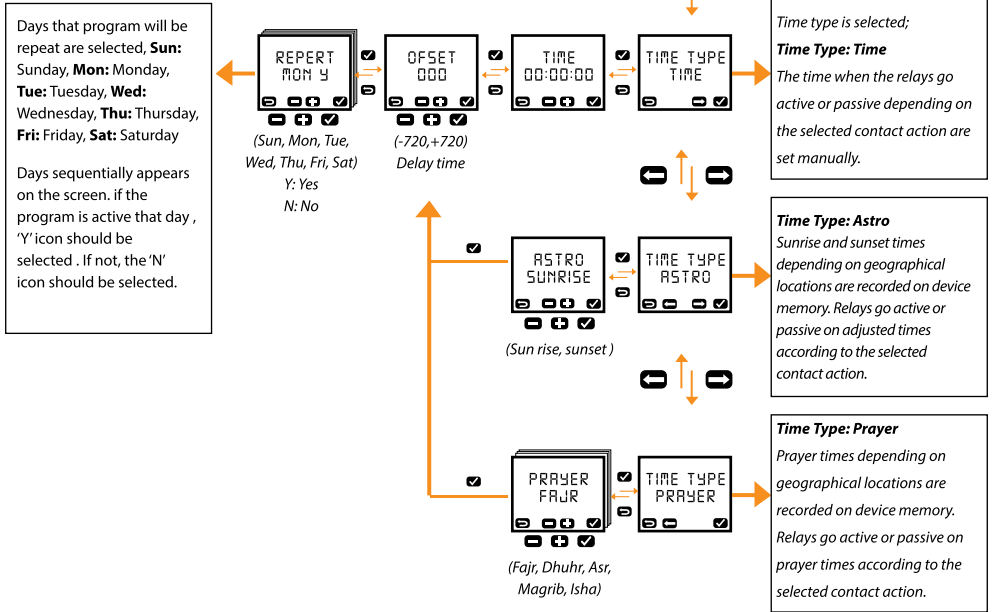 Days that program will be
repeat are selected, Sun:
Sunday, Mon: Monday,
Tue: Tuesday, Wed:
Wednesday, Thu: Thursday,
Fri: Friday, Sat: Saturday
Days sequentially appears
on the screen. if the
program is active that day ,
‘Y’ icon should be
selected . If not, the ‘N’
icon should be selected.
REPERT
MON Y
(Sun, Mon, Tue,
Wed, Thu, Fri, Sat)
Y: Yes
N: No
OFSET
000
(-720,+720)
Delay time
TIME
00:00:00
TIME TYPE
TIME
Time type is selected;
Time Type: Time
The time when the relays go
active or passive depending on
the selected contact action are
set manually.
ASTRO
SUNRISE
(Sun rise, sunset )
TIME TYPE
ASTRO
Time Type: Astro
Sunrise and sunset times
depending on geographical
locations are recorded on device
memory. Relays go active or
passive on adjusted times
according to the selected
contact action.
PRAYER
FAJR
(Fajr, Dhuhr, Asr,
Magrib, Isha)
TIME TYPE
PRAYER
Time Type: Prayer
Prayer times depending on
geographical locations are
recorded on device memory.
Relays go active or passive on
prayer times according to the
selected contact action.